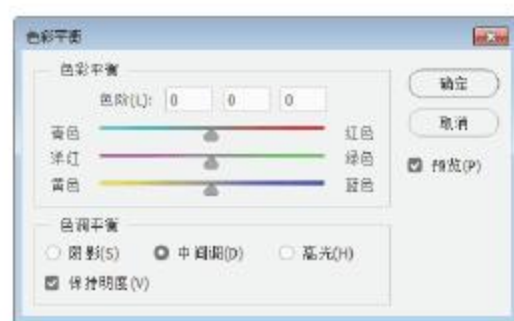 色彩平衡
色彩平衡
色阶(L): 0 0 0
青色 红色
洋红 绿色
黄色 蓝色
色调平衡
阴影(S) 中间调(D) 高光(H)
保持明度(V)
确定
取消
预览(P)